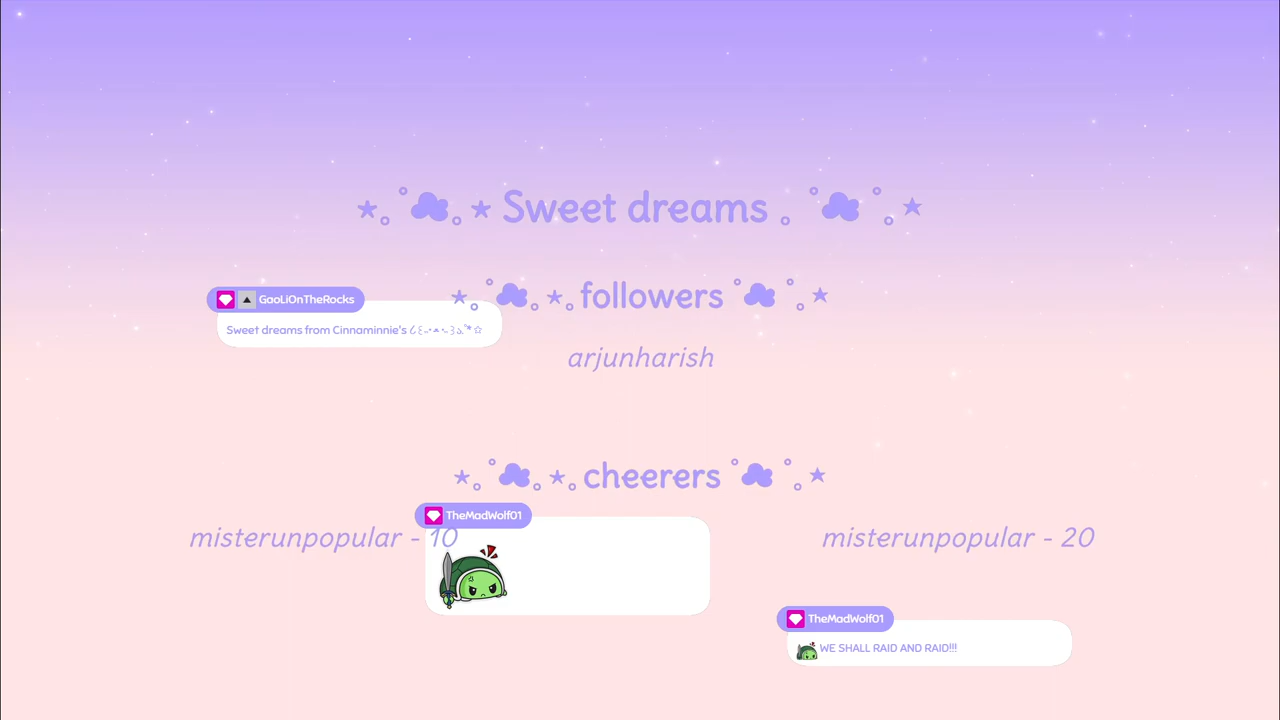 Sweet dreams
followers
GaoLiOnTheRocks
Sweet dreams from Cinnaminnie's
arjunharish
cheerers
TheMadWolf01
misterunpopular - 10
misterunpopular - 20
TheMadWolf01
WE SHALL RAID AND RAID!!!